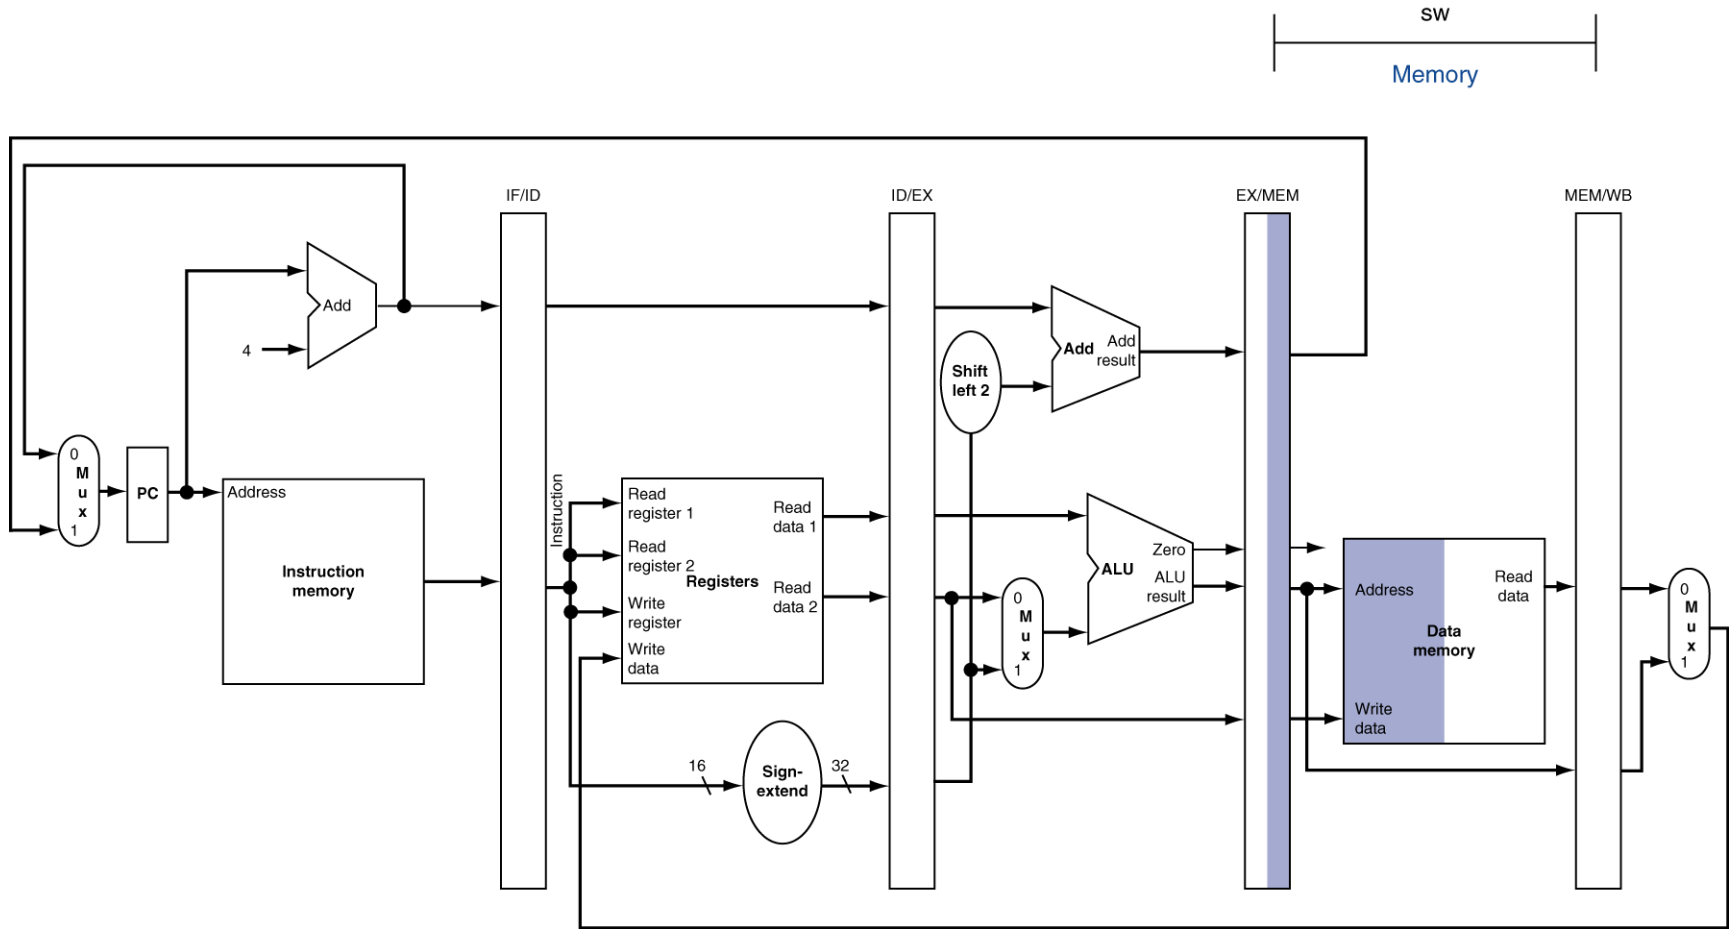 SW
Memory
IF/ID
ID/EX
EX/MEM
MEM/WB
Add
4
Shift
left 2
Add
Add
result
0
M
u
x
1
PC
Address
Instruction
memory
Instruction
Read
register 1
Read
register 2
Write
register
Write
data
Registers
Read
data 1
Read
data 2
16
Sign-
extend
32
0
M
u
x
1
ALU
Zero
ALU
result
Address
Read
data
Data
memory
Write
data
0
M
u
x
1